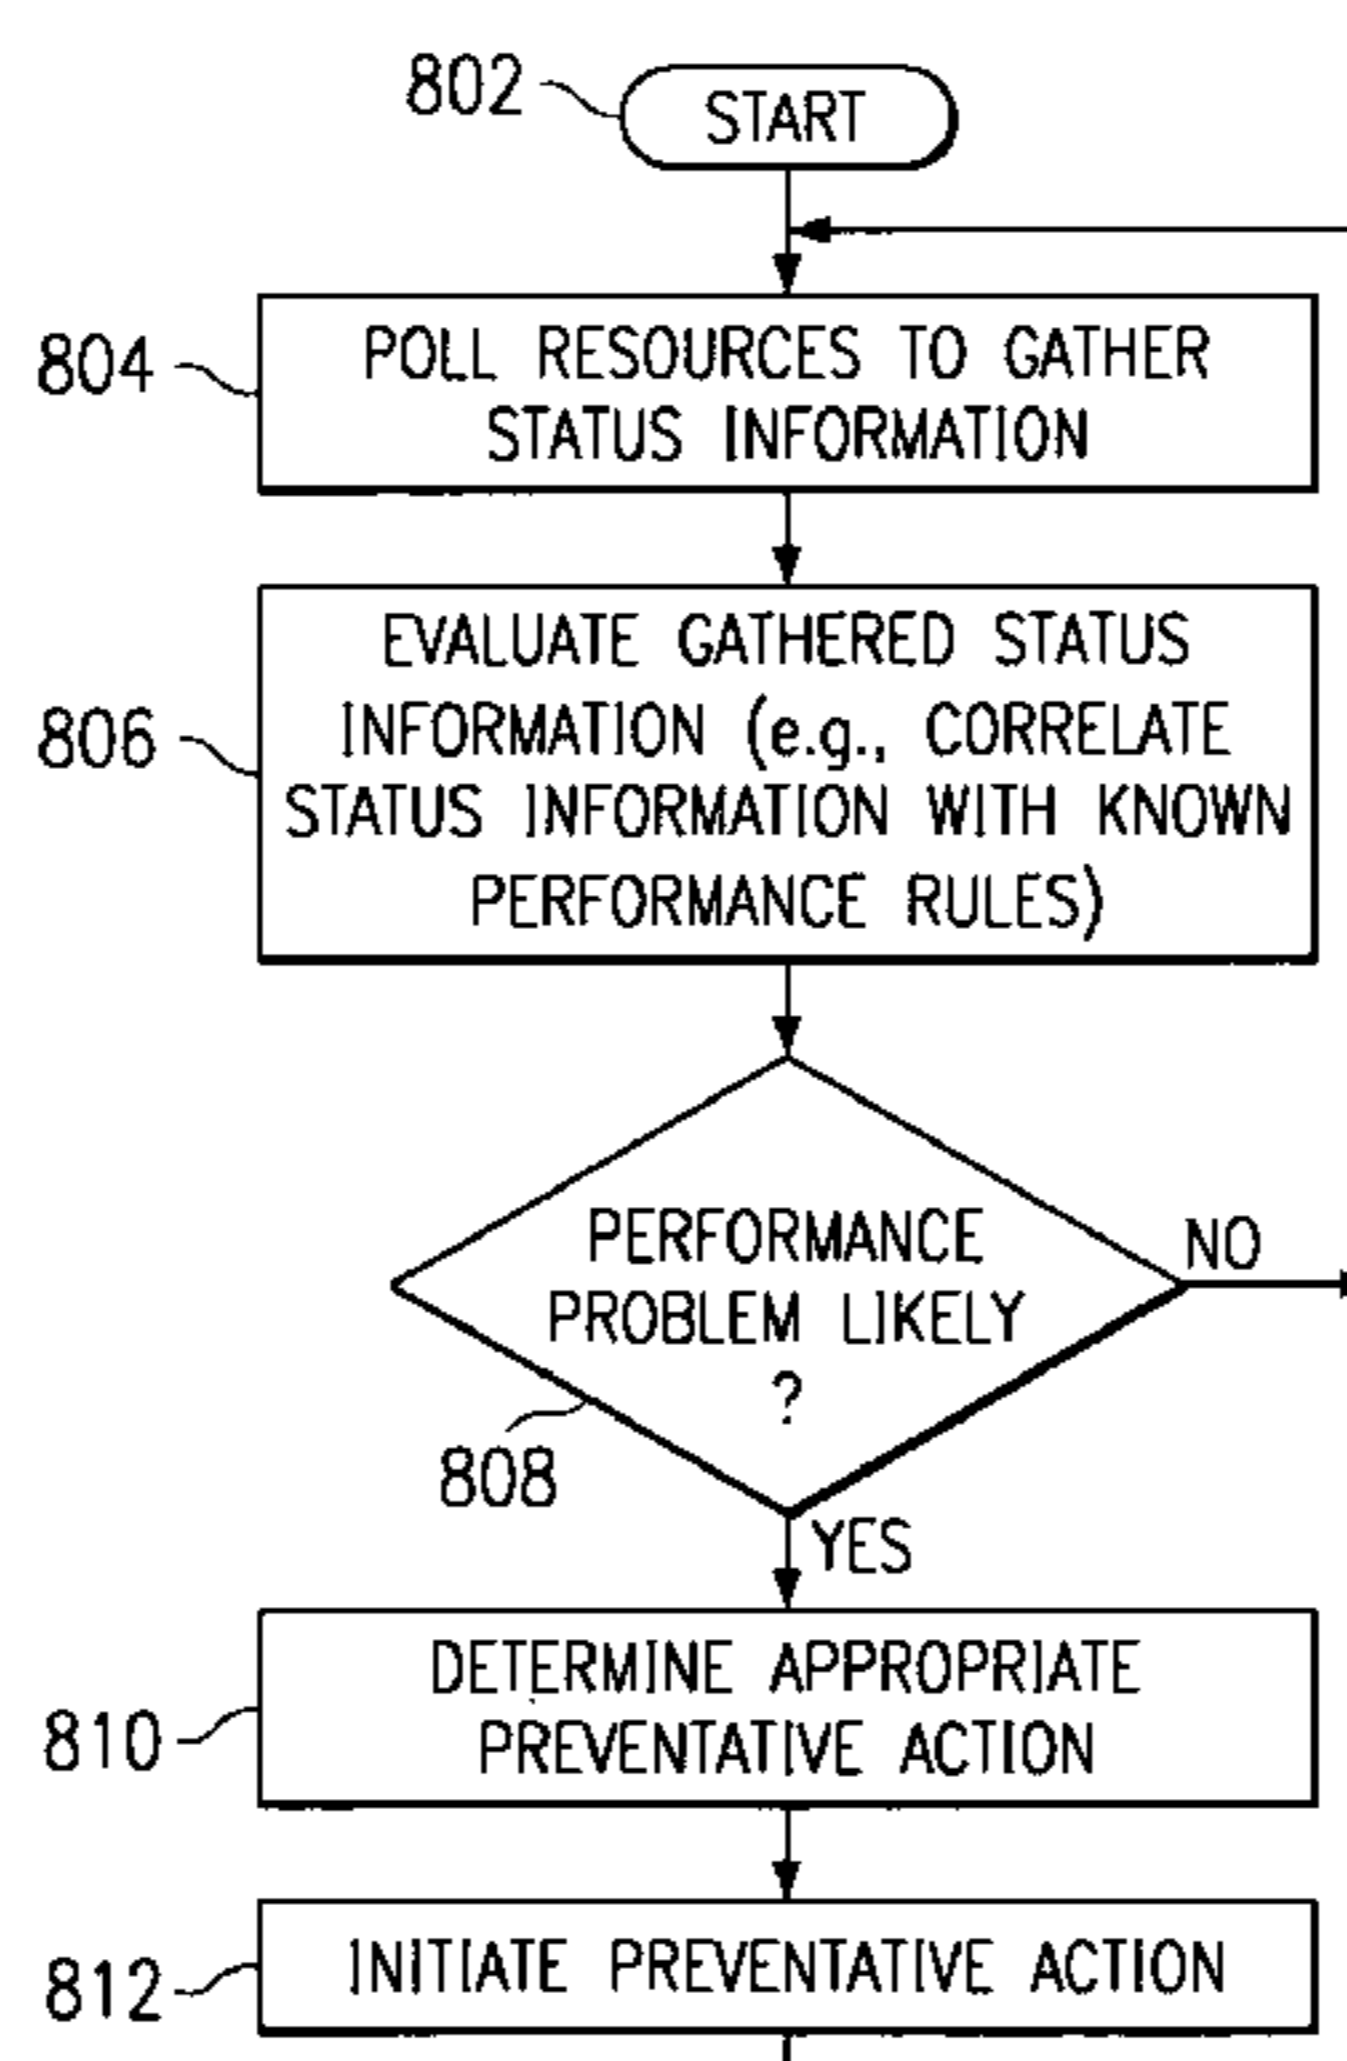 802
START
804
POLL RESOURCES TO GATHER
STATUS INFORMATION
806
EVALUATE GATHERED STATUS
INFORMATION (e.g., CORRELATE
STATUS INFORMATION WITH KNOWN
PERFORMANCE RULES)
PERFORMANCE
PROBLEM LIKELY
?
NO
808
YES
810
DETERMINE APPROPRIATE
PREVENTATIVE ACTION
812
INITIATE PREVENTATIVE ACTION